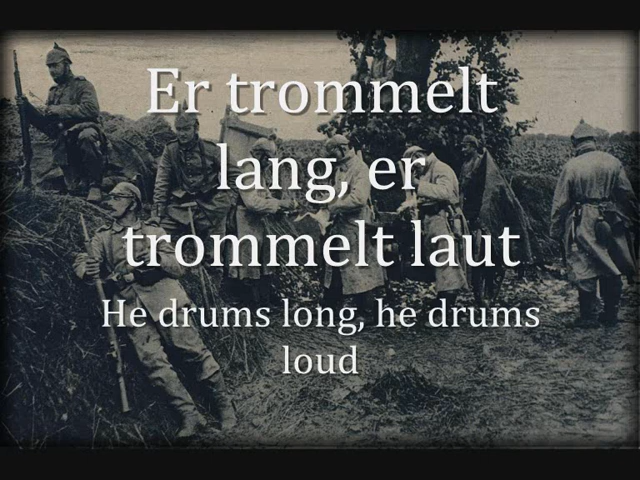 Er trommelt
lang, er
trommelt laut
He drums long, he drums
loud